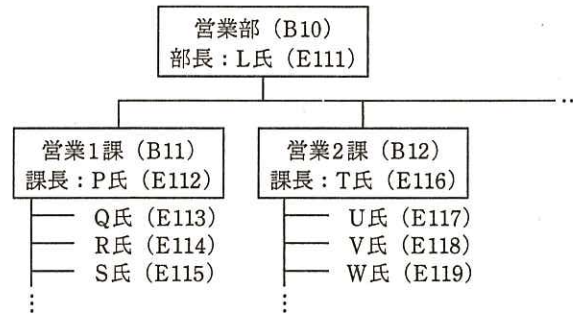 営業部（B10）
部長：L氏（E111）
‥
営業1課（B11）
課長：P氏（E112）
Q氏（E113）
R氏（E114）
S氏（E115）
⋮
営業2課（B12）
課長：T氏（E116）
U氏（E117）
V氏（E118）
W氏（E119）
⋮